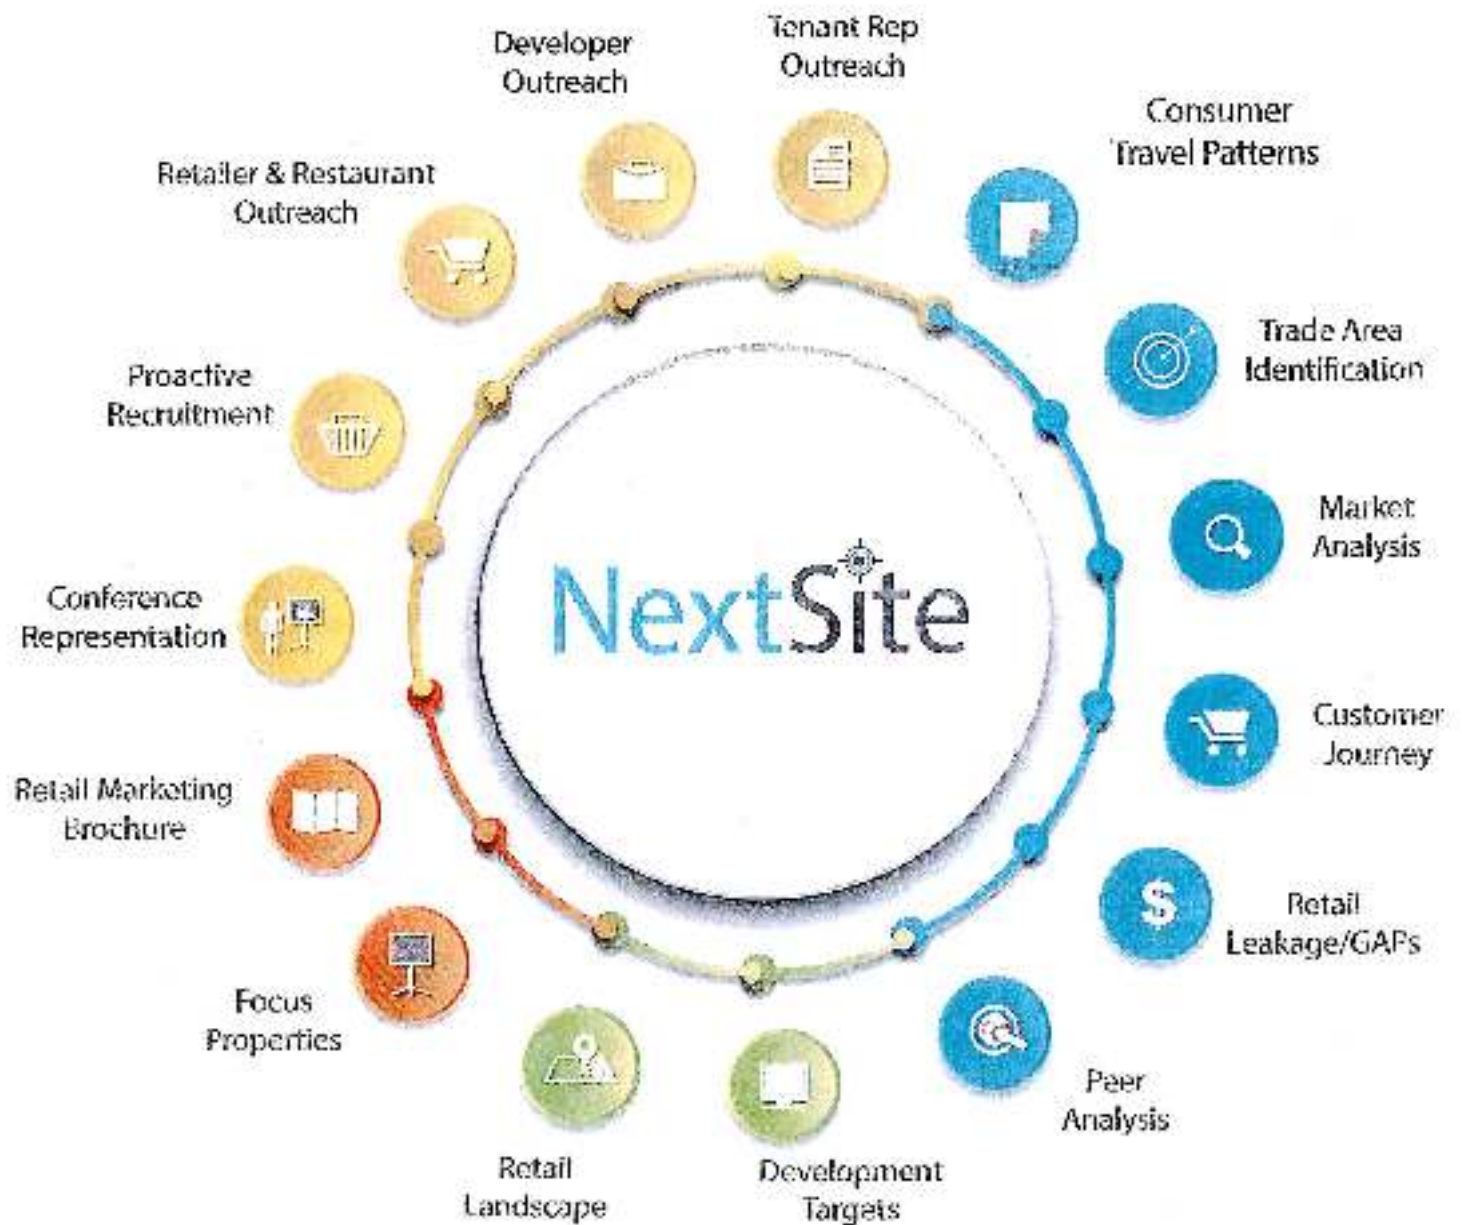 Tenant Rep
Outreach
Developer
Outreach
Consumer
Travel Patterns
Retailer & Restaurant
Outreach
Trade Area
Identification
Proactive
Recruitment
Market
Analysis
NextSite
Conference
Representation
Customer
Journey
Retail Marketing
Brochure
Retail
Leakage/GAPs
$
Focus
Properties
Peer
Analysis
Retail
Landscape
Development
Targets